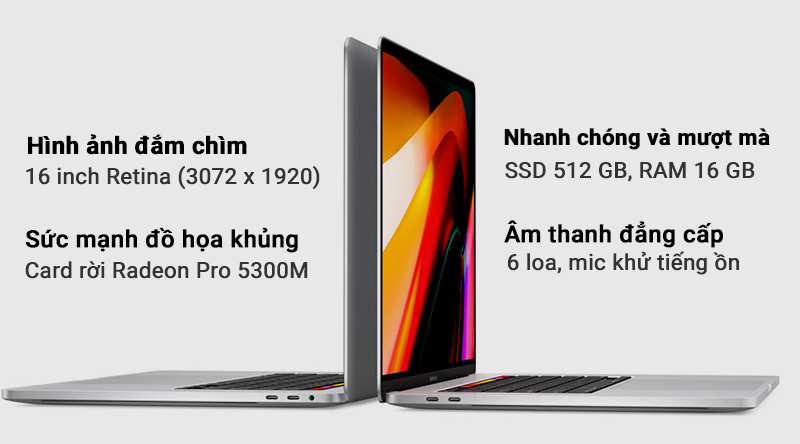 Hình ảnh đắm chìm
16 inch Retina (3072 x 1920)
Sức mạnh đồ họa khủng
Card rời Radeon Pro 5300M
Nhanh chóng và mượt mà
SSD 512 GB, RAM 16 GB
Âm thanh đẳng cấp
6 loa, mic khử tiếng ồn